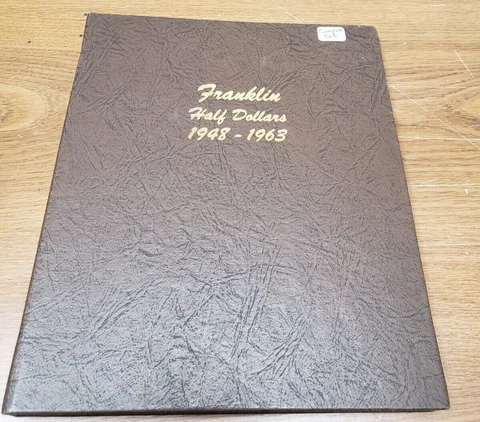 Franklin
Half Dollars
1948 - 1963